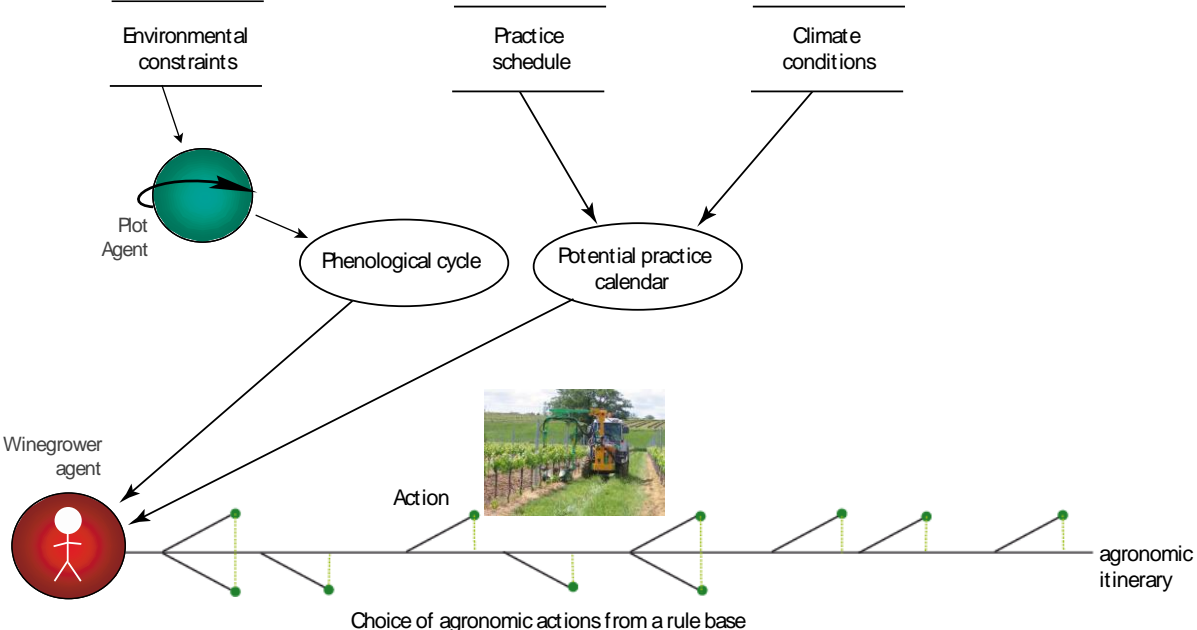 Environmental
constraints
Practice
schedule
Climate
conditions
Plot
Agent
Phenological cycle
Potential practice
calendar
Winegrower
agent
Action
agronomic
itinerary
Choice of agronomic actions from a rule base